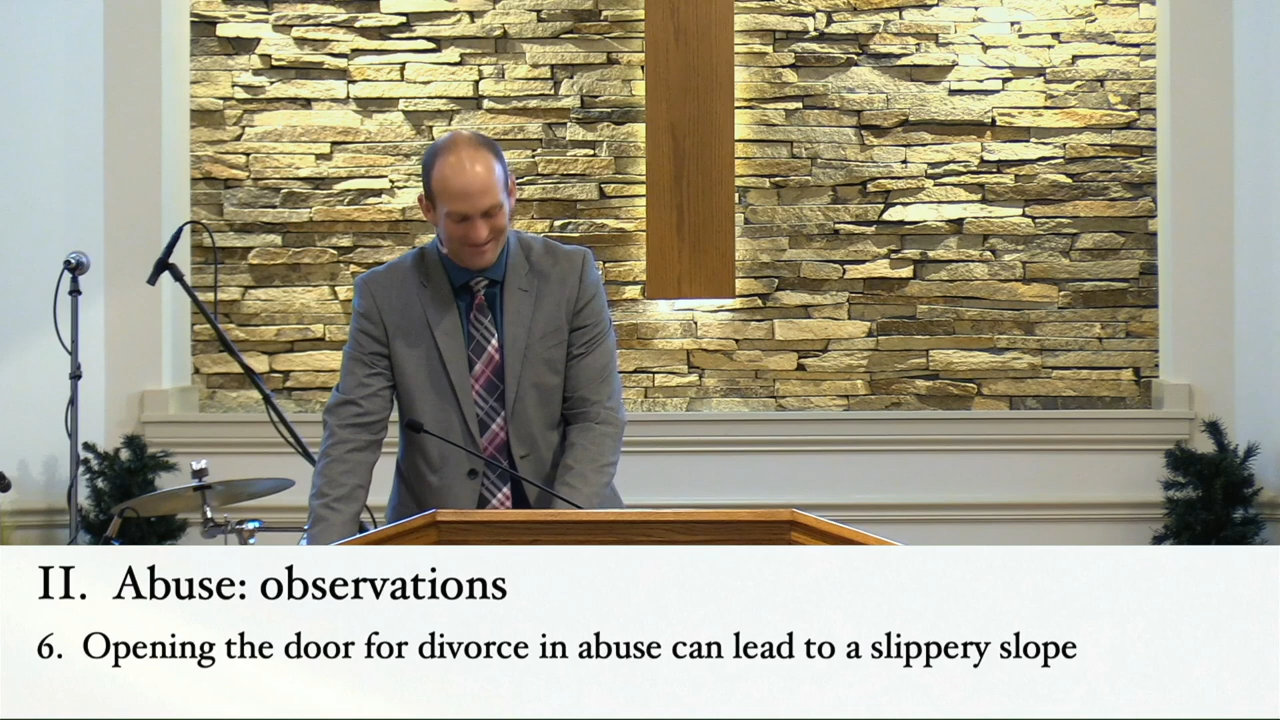 II. Abuse: observations
6. Opening the door for divorce in abuse can lead to a slippery slope